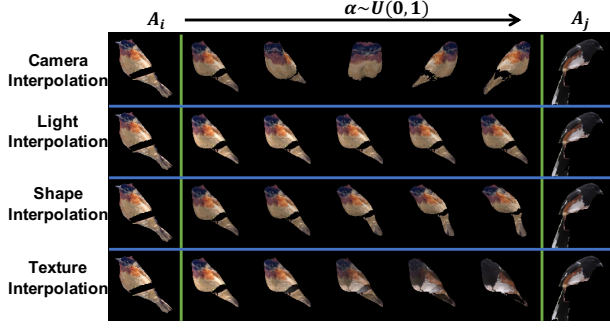 A_i α~U(0,1) A_j
Camera
Interpolation
Light
Interpolation
Shape
Interpolation
Texture
Interpolation